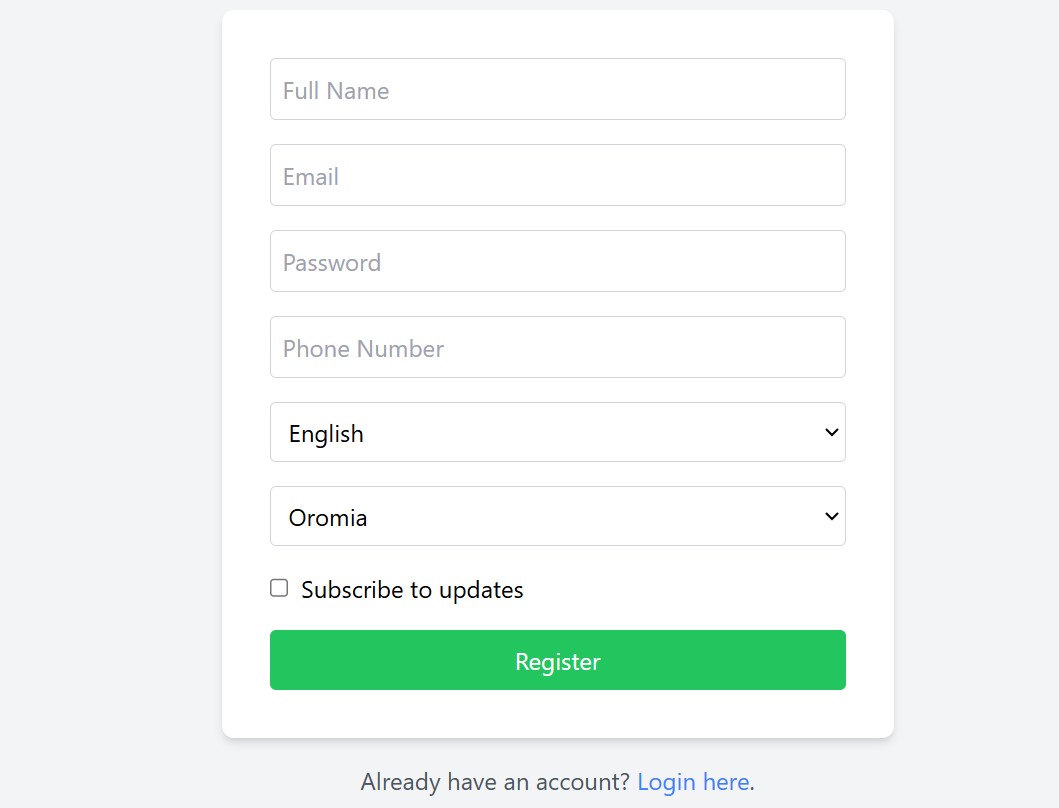 Full Name
Email
Password
Phone Number
English
Oromia
Subscribe to updates
Register
Already have an account? Login here.